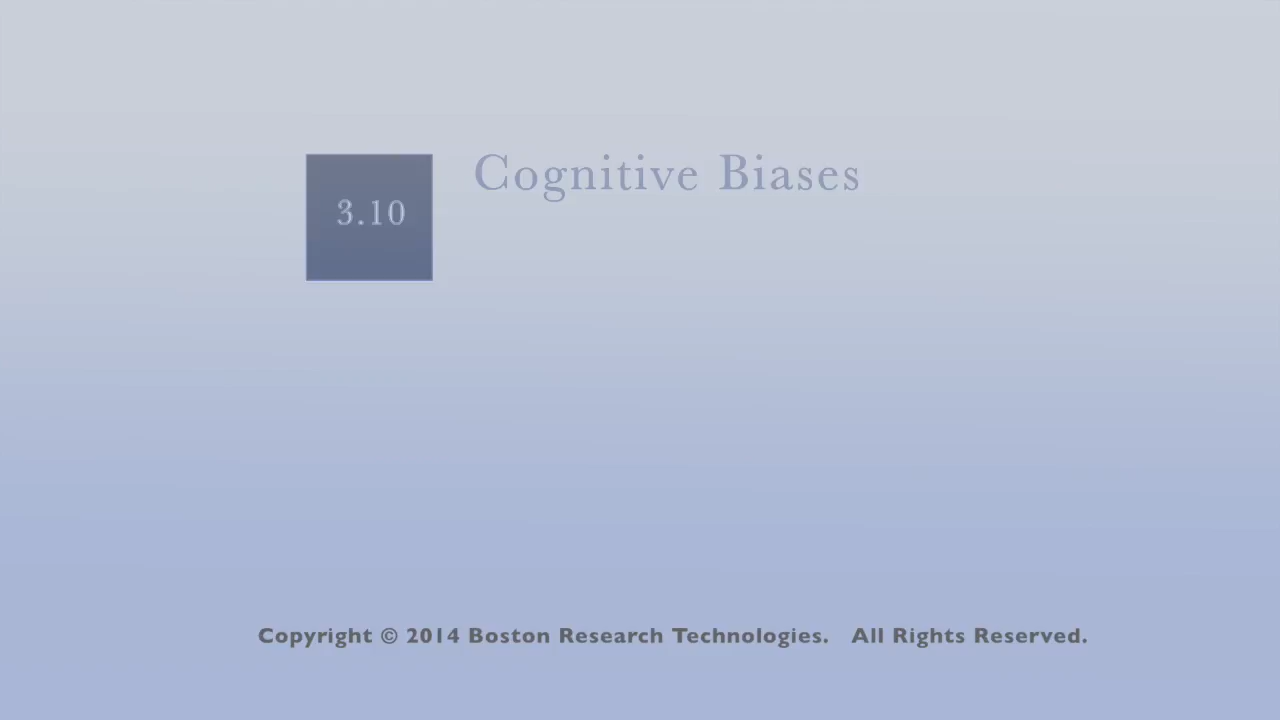 Cognitive Biases
3.10
Copyright © 2014 Boston Research Technologies. All Rights Reserved.